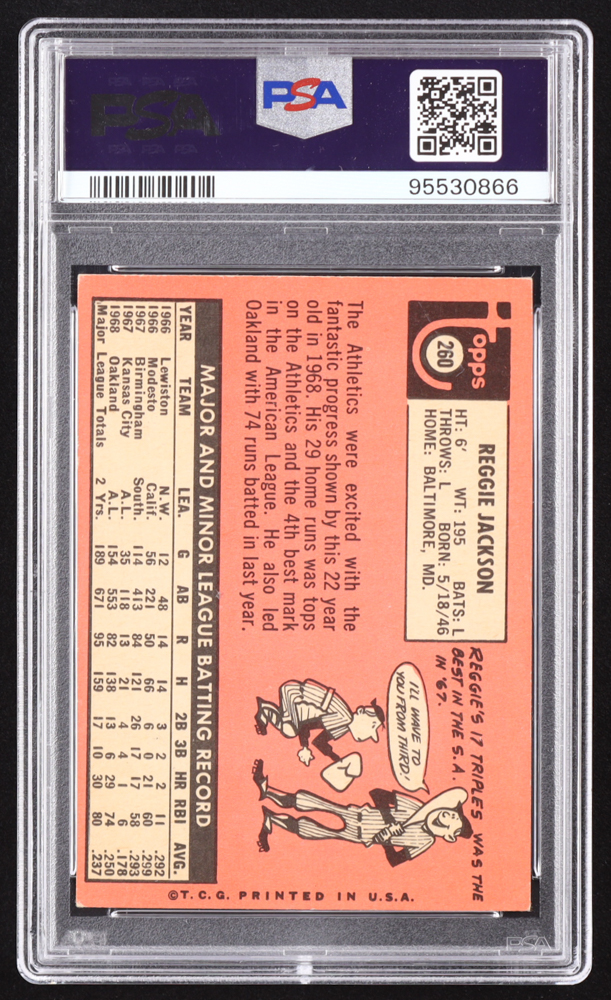 PSA
PSA
95530866
Topps
260
REGGIE JACKSON
HT: 6' WT: 195 BATS: L
THROWS: L BORN: 5/18/46
HOME: BALTIMORE, MD.
REGGIE'S 17 TRIPLES WAS THE
BEST IN THE S.A.
IN '67.
I'LL WAVE TO
YOU FROM THIRD!
The Athletics were excited with the
fantastic progress shown by this 22 year
old in 1968. His 29 home runs was tops
on the Athletics and the 4th best mark
in the American League. He also led
Oakland with 74 runs batted in last year.
MAJOR AND MINOR LEAGUE BATTING RECORD
YEAR TEAM LEA. G AB R H 2B 3B HR RBI AVG.
1966 Lewiston N.W. 12 48 14 14 3 2 2 11 .292
1966 Modesto Calif. 56 221 50 66 6 0 21 60 .299
1967 Birmingham South. 114 413 84 121 26 17 17 58 .293
1967 Kansas City A.L. 35 118 13 21 4 4 1 6 .178
1968 Oakland A.L. 154 553 82 138 13 6 29 74 .250
Major League Totals 2 Yrs. 189 671 95 159 17 10 30 80 .237
©T.C.G. PRINTED IN U.S.A.
PSA